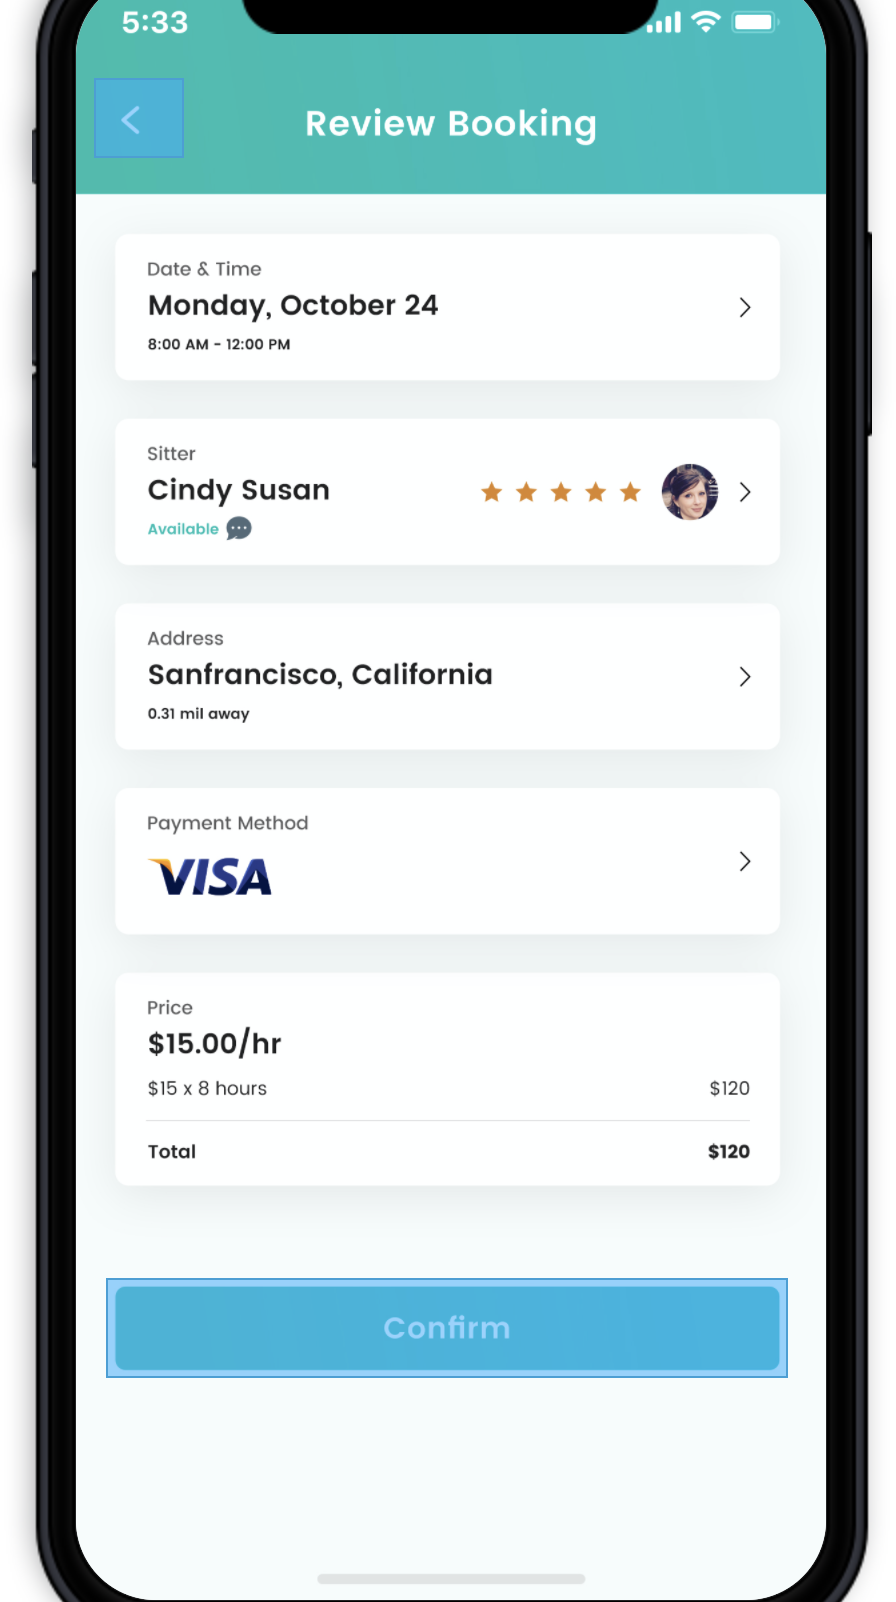 5:33
Review Booking
Date & Time
Monday, October 24
8:00 AM - 12:00 PM
Sitter
Cindy Susan
Available
Address
Sanfrancisco, California
0.31 mil away
Payment Method
VISA
Price
$15.00/hr
$15 x 8 hours $120
Total $120
Confirm